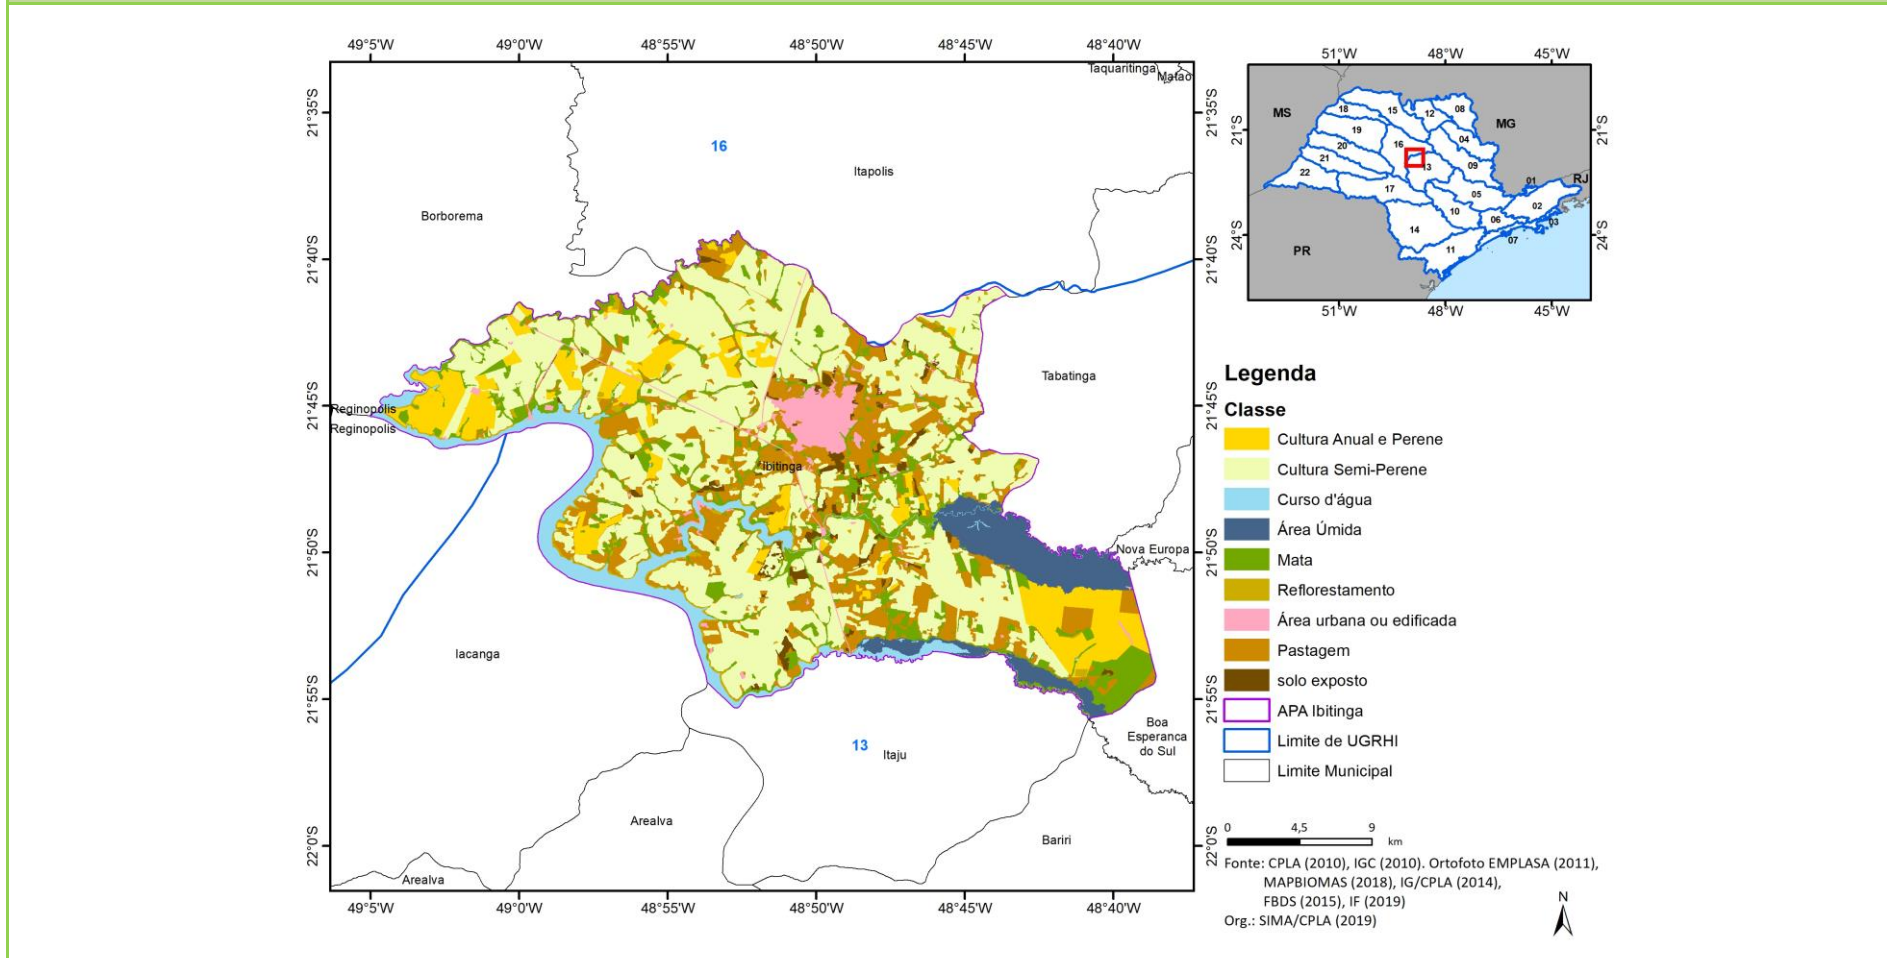 49°5'W 49°0'W 48°55'W 48°50'W 48°45'W 48°40'W
21°35'S
21°40'S
21°45'S
21°50'S
21°55'S
22°0'S
Taquaritinga
Matao
16
Itapolis
Borborema
Tabatinga
Reginopolis
Reginopolis
Ibitinga
Nova Europa
Iacanga
Boa
Esperanca
do Sul
13
Itaju
Arealva
Bariri
Arealva
21°35'S
21°40'S
21°45'S
21°50'S
21°55'S
22°0'S
49°5'W 49°0'W 48°55'W 48°50'W 48°45'W 48°40'W
51°W 48°W 45°W
21°S
24°S
MS
MG
RJ
PR
18
15
12
08
19
16
04
20
21
13
09
22
17
05
01
02
10
06
03
14
07
11
21°S
24°S
51°W 48°W 45°W
Legenda
Classe
Cultura Anual e Perene
Cultura Semi-Perene
Curso d'água
Área Úmida
Mata
Reflorestamento
Área urbana ou edificada
Pastagem
solo exposto
APA Ibitinga
Limite de UGRHI
Limite Municipal
0 4,5 9
km
Fonte: CPLA (2010), IGC (2010). Ortofoto EMPLASA (2011),
MAPBIOMAS (2018), IG/CPLA (2014),
FBDS (2015), IF (2019)
Org.: SIMA/CPLA (2019)
N